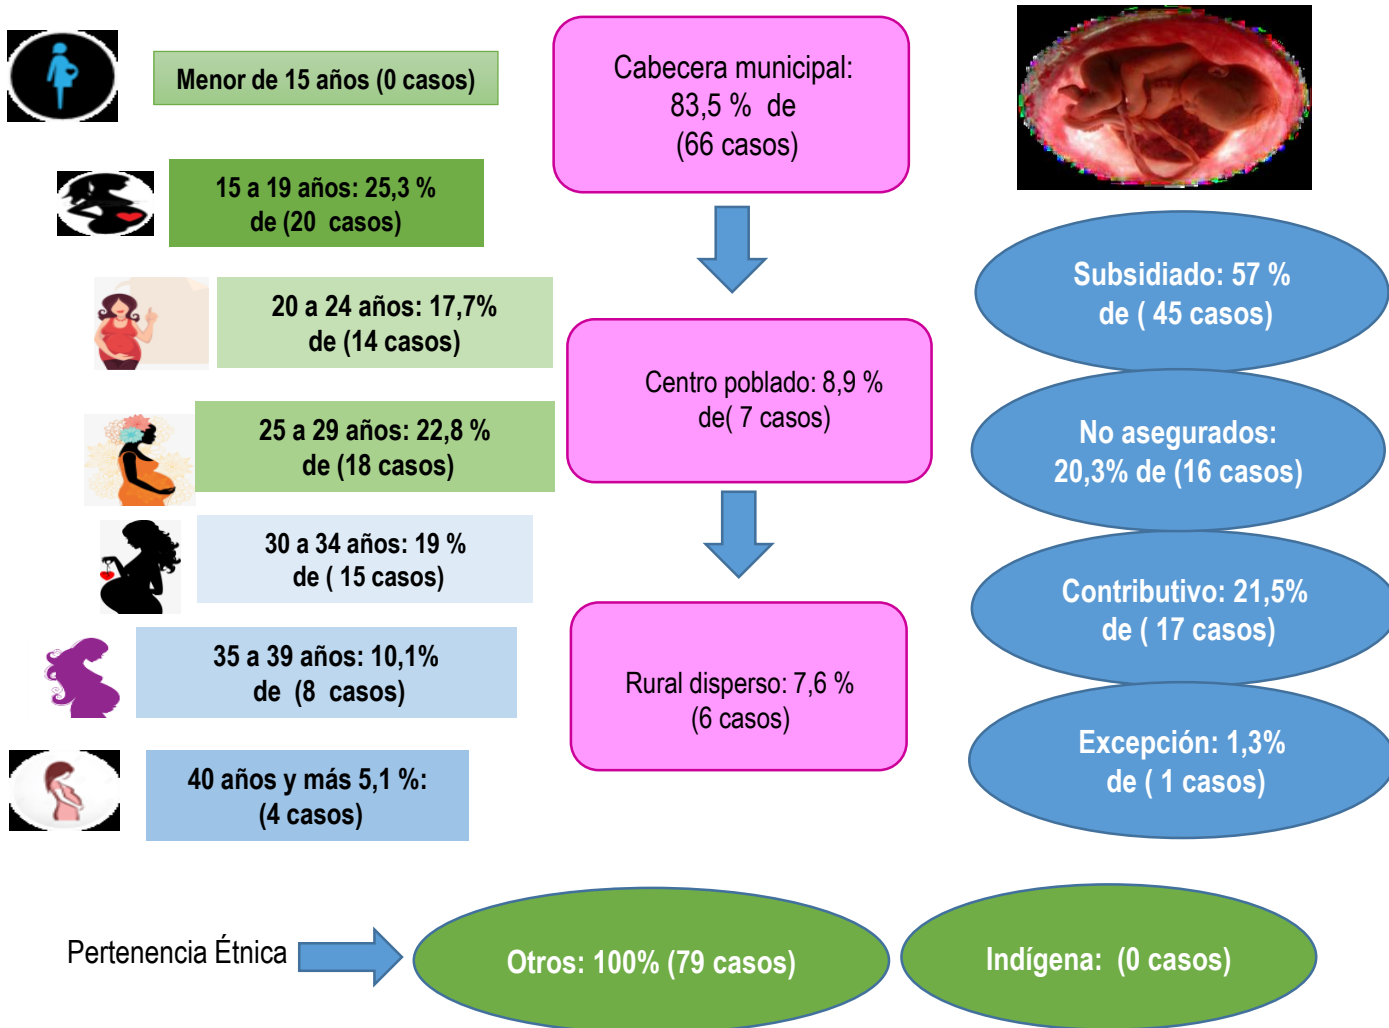 Menor de 15 años (0 casos)
15 a 19 años: 25,3 %
de (20 casos)
20 a 24 años: 17,7%
de (14 casos)
25 a 29 años: 22,8 %
de (18 casos)
30 a 34 años: 19 %
de ( 15 casos)
35 a 39 años: 10,1%
de (8 casos)
40 años y más 5,1 %:
(4 casos)
Cabecera municipal:
83,5 % de
(66 casos)
Centro poblado: 8,9 %
de( 7 casos)
Rural disperso: 7,6 %
(6 casos)
Subsidiado: 57 %
de ( 45 casos)
No asegurados:
20,3% de (16 casos)
Contributivo: 21,5%
de ( 17 casos)
Excepción: 1,3%
de ( 1 casos)
Pertenencia Étnica
Otros: 100% (79 casos)
Indígena: (0 casos)